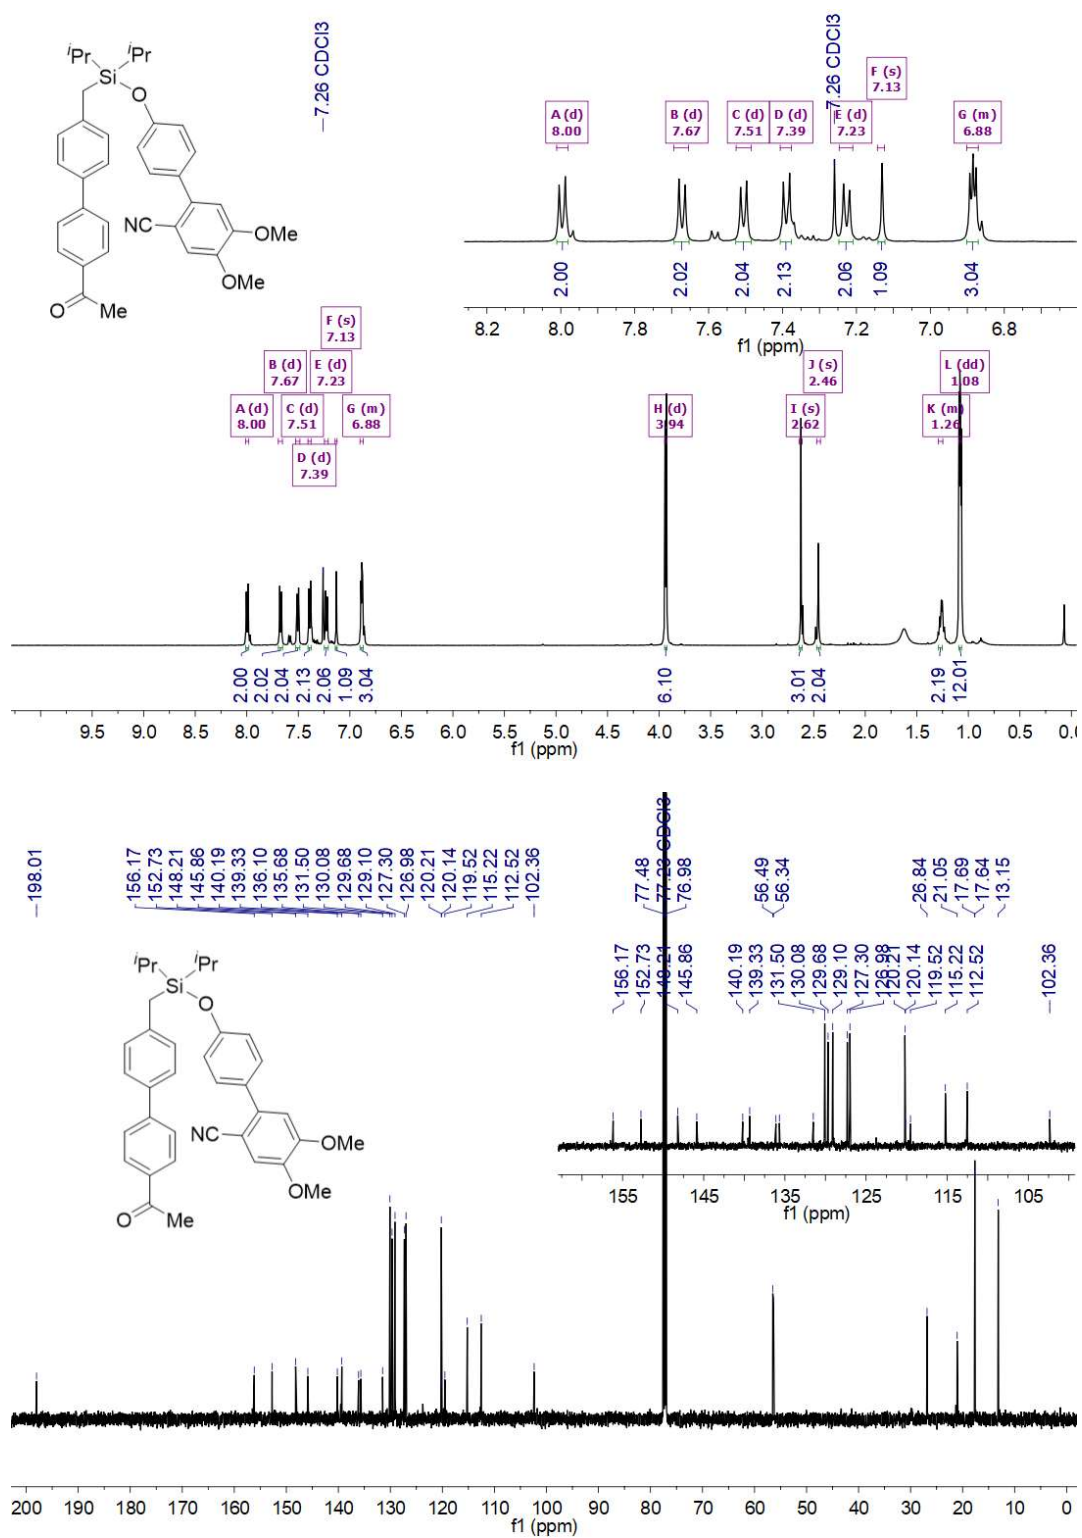 iPr iPr
Si
O
NC
OMe
OMe
O Me
7.26 CDCl3
7.26 CDCl3
A (d)
8.00
B (d)
7.67
C (d)
7.51
D (d)
7.39
E (d)
7.23
F (s)
7.13
G (m)
6.88
2.00 2.02 2.04 2.13 2.06 1.09 3.04
8.2 8.0 7.8 7.6 7.4 7.2 7.0 6.8
f1 (ppm)
F (s)
7.13
B (d)
7.67
E (d)
7.23
A (d)
8.00
C (d)
7.51
G (m)
6.88
D (d)
7.39
H (d)
3.94
J (s)
2.46
I (s)
2.62
L (dd)
1.08
K (m)
1.26
2.00 2.02 2.04 2.13 2.06 1.09 3.04 6.10 3.01 2.04 2.19 12.01
9.5 9.0 8.5 8.0 7.5 7.0 6.5 6.0 5.5 5.0 4.5 4.0 3.5 3.0 2.5 2.0 1.5 1.0 0.5 0.0
f1 (ppm)
198.01 156.17 152.73 148.21 145.86 140.19 139.33 136.10 135.68 131.50 130.08 129.68 129.10 127.30 126.98 120.21 120.14 119.52 115.22 112.52 102.36 77.48 77.23 CDCl3 76.98 56.49 56.34 26.84 21.05 17.69 17.64 13.15
iPr iPr
Si
O
NC
OMe
OMe
O Me
156.17 152.73 148.21 145.86 140.19 139.33 131.50 130.08 129.68 129.10 127.30 126.98 120.21 120.14 119.52 115.22 112.52 102.36
155 145 135 125 115 105
f1 (ppm)
200 190 180 170 160 150 140 130 120 110 100 90 80 70 60 50 40 30 20 10 0
f1 (ppm)